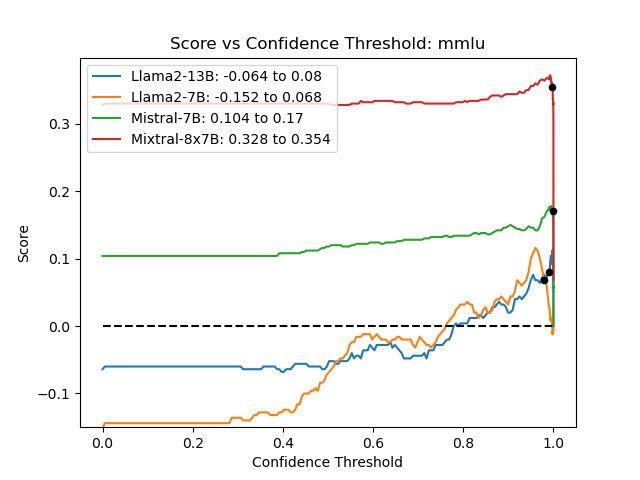 Score vs Confidence Threshold: mmlu
Llama2-13B: -0.064 to 0.08
Llama2-7B: -0.152 to 0.068
Mistral-7B: 0.104 to 0.17
Mixtral-8x7B: 0.328 to 0.354
Score
0.3
0.2
0.1
0.0
−0.1
0.0 0.2 0.4 0.6 0.8 1.0
Confidence Threshold